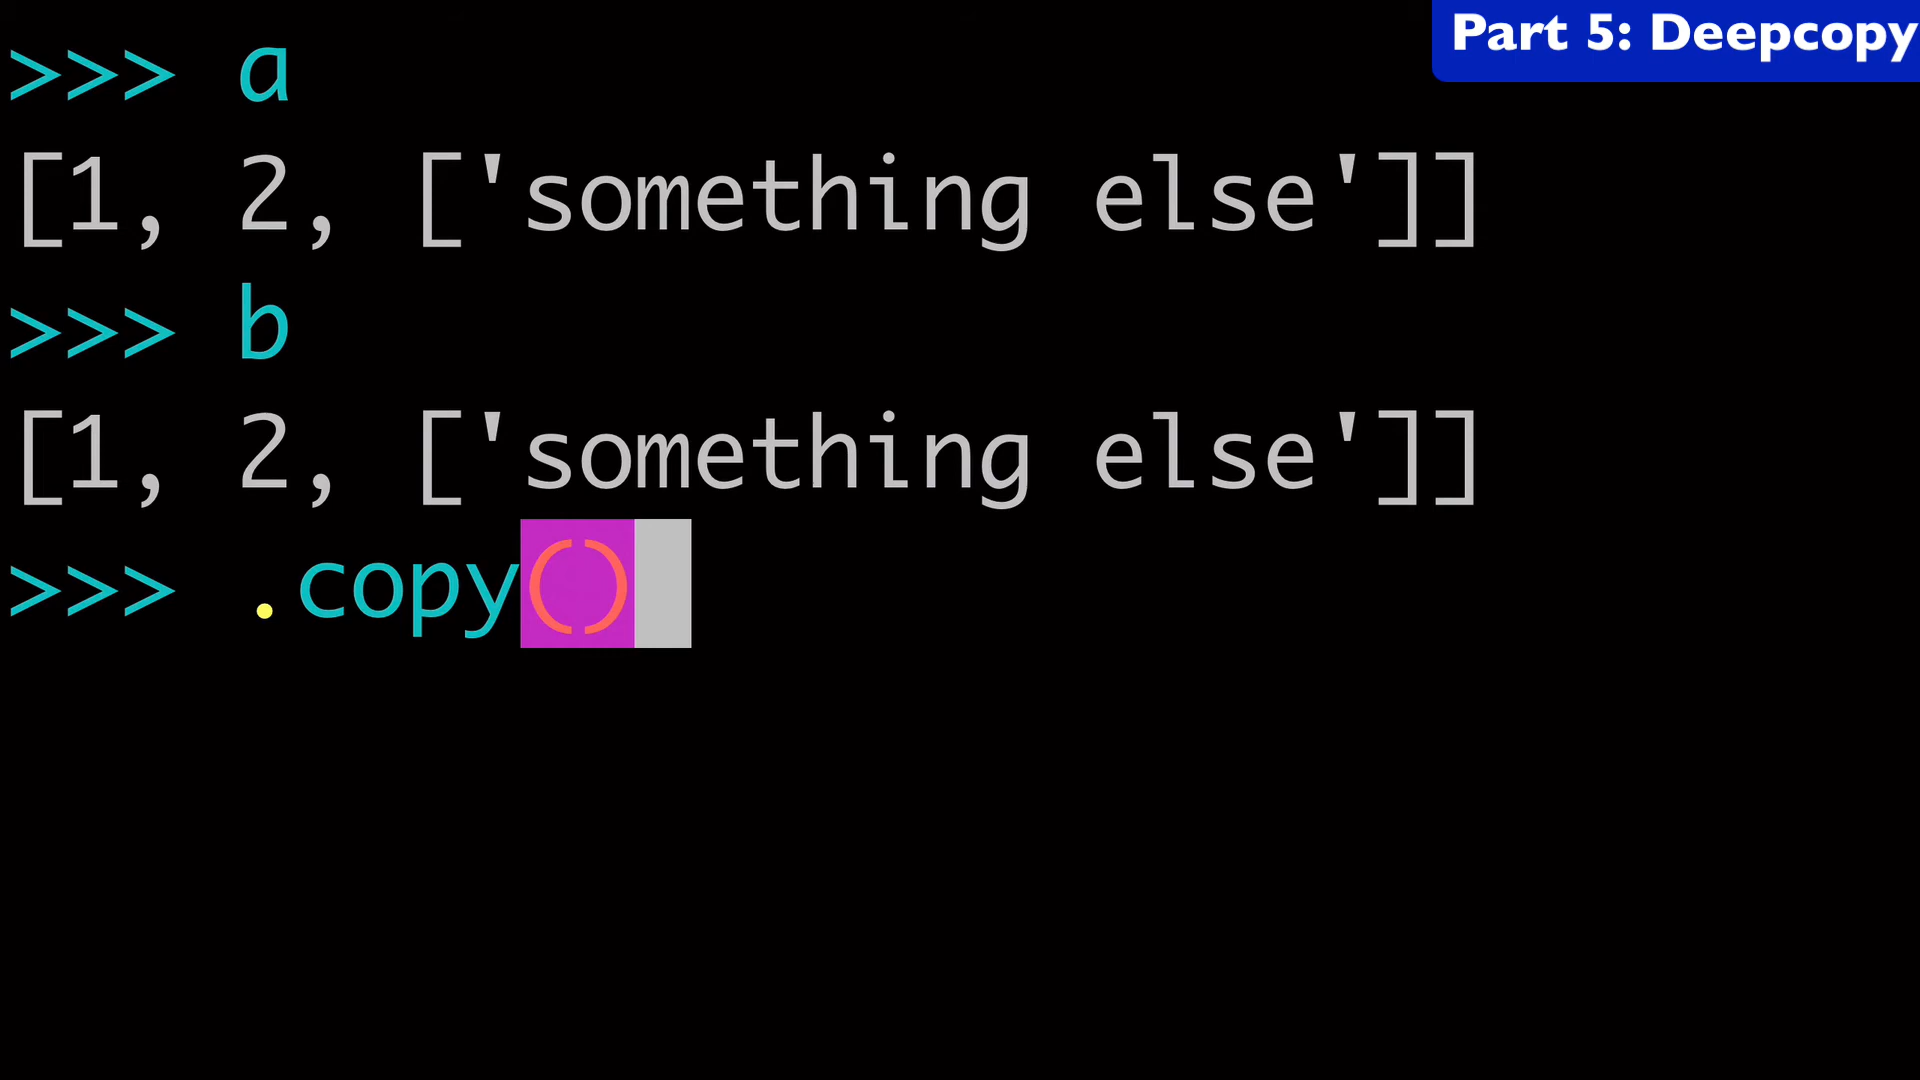 Part 5: Deepcopy
>>> a
[1, 2, ['something else']]
>>> b
[1, 2, ['something else']]
>>> .copy()